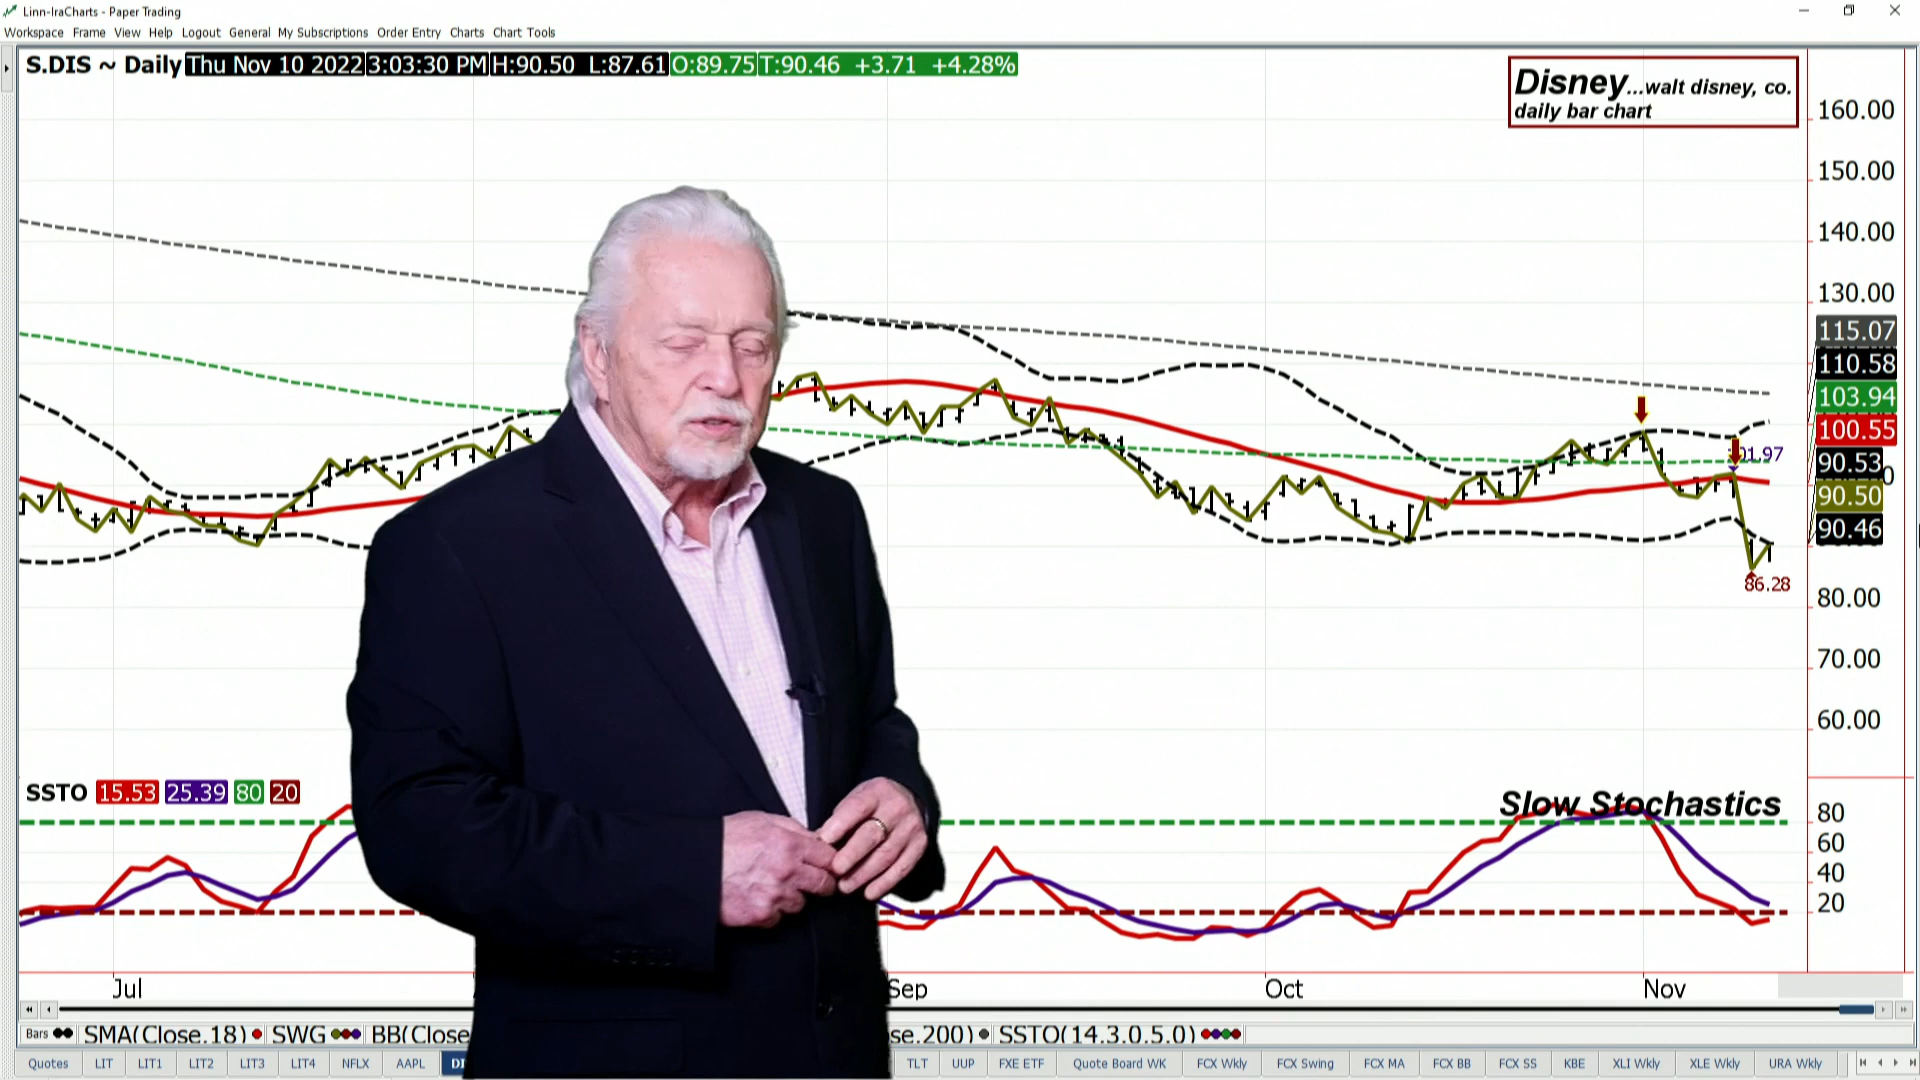 Linn-IraCharts - Paper Trading
Workspace Frame View Help Logout General My Subscriptions Order Entry Charts Chart Tools
S.DIS ~ Daily Thu Nov 10 2022 3:03:30 PM H:90.50 L:87.61 O:89.75 T:90.46 +3.71 +4.28%
Disney...walt disney, co.
daily bar chart
160.00
150.00
140.00
130.00
115.07
110.58
103.94
100.55
90.53
90.50
90.46
86.28
80.00
70.00
60.00
SSTO 15.53 25.39 80 20
Slow Stochastics
80
60
40
20
Jul Sep Oct Nov
Bars SMA(Close.18) SWG BB(Close se.200) SSTO(14.3.0.5.0)
Quotes LIT LIT1 LIT2 LIT3 LIT4 NFLX AAPL TLT UUP FXE ETF Quote Board WK FCX Wkly FCX Swing FCX MA FCX BB FCX SS KBE XLI Wkly XLE Wkly URA Wkly